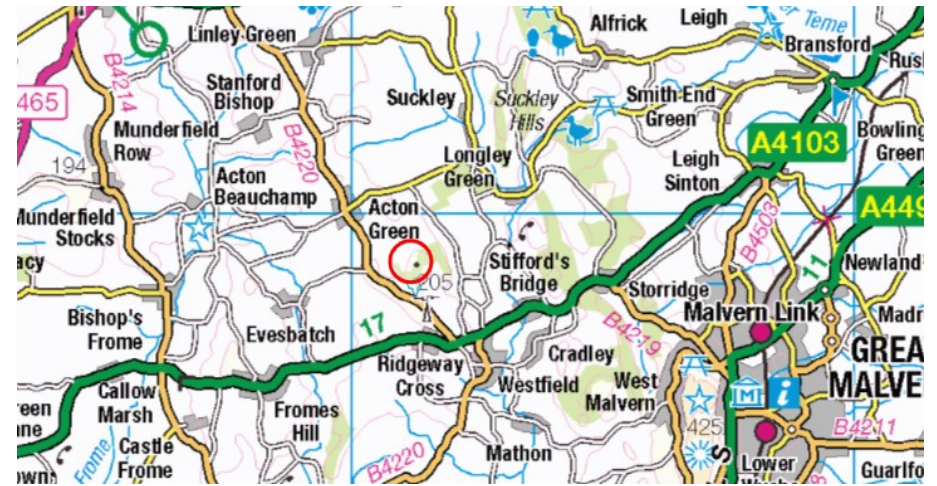 Linley Green
Alfrick
Leigh
Teme
Bransford
B4214
465
Stanford
Bishop
Suckley
Suckley
Hills
Smith End
Green
A4103
Munderfield
Row
B4220
Longley
Green
Leigh
Sinton
Bowling
Green
194
Acton
Beauchamp
Acton
Green
A449
Munderfield
Stocks
B4503
Stifford's
Bridge
Newland
205
11
Storridge
Malvern Link
Bishop's
Frome
Evesbatch
17
B4219
Ridgeway
Cross
Cradley
Westfield
West
Malvern
GREA
MALVE
Callow
Marsh
Fromes
Hill
i
425
B4211
Castle
Frome
Frome
B4220
Mathon
S
Lower